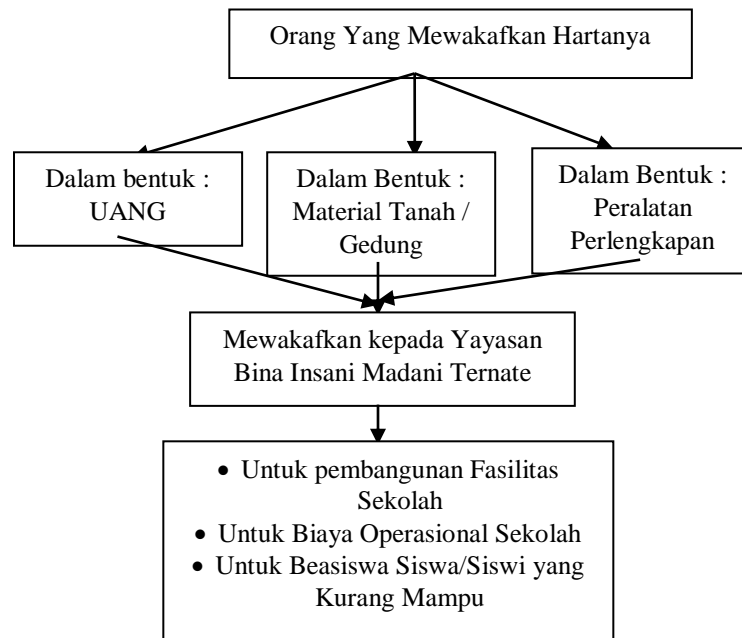 Orang Yang Mewakafkan Hartanya
Dalam bentuk :
UANG
Dalam Bentuk :
Material Tanah /
Gedung
Dalam Bentuk :
Peralatan
Perlengkapan
Mewakafkan kepada Yayasan
Bina Insani Madani Ternate
• Untuk pembangunan Fasilitas
Sekolah
• Untuk Biaya Operasional Sekolah
• Untuk Beasiswa Siswa/Siswi yang
Kurang Mampu